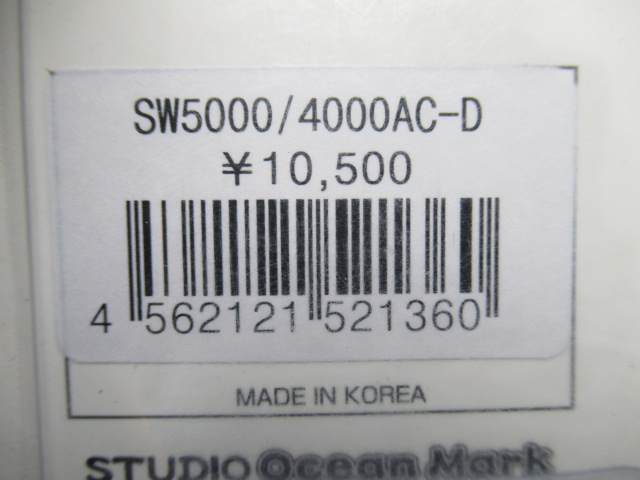 SW5000/4000AC-D
¥10,500
4 562121 521360
MADE IN KOREA
STUDIO Ocean Mark